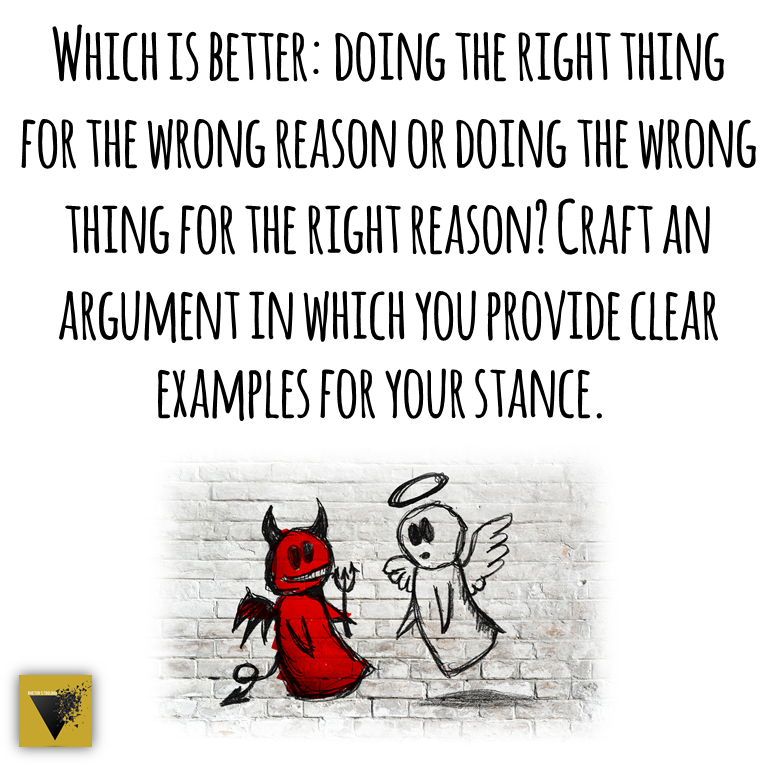 Which is better: doing the right thing
for the wrong reason or doing the wrong
thing for the right reason? Craft an
argument in which you provide clear
examples for your stance.